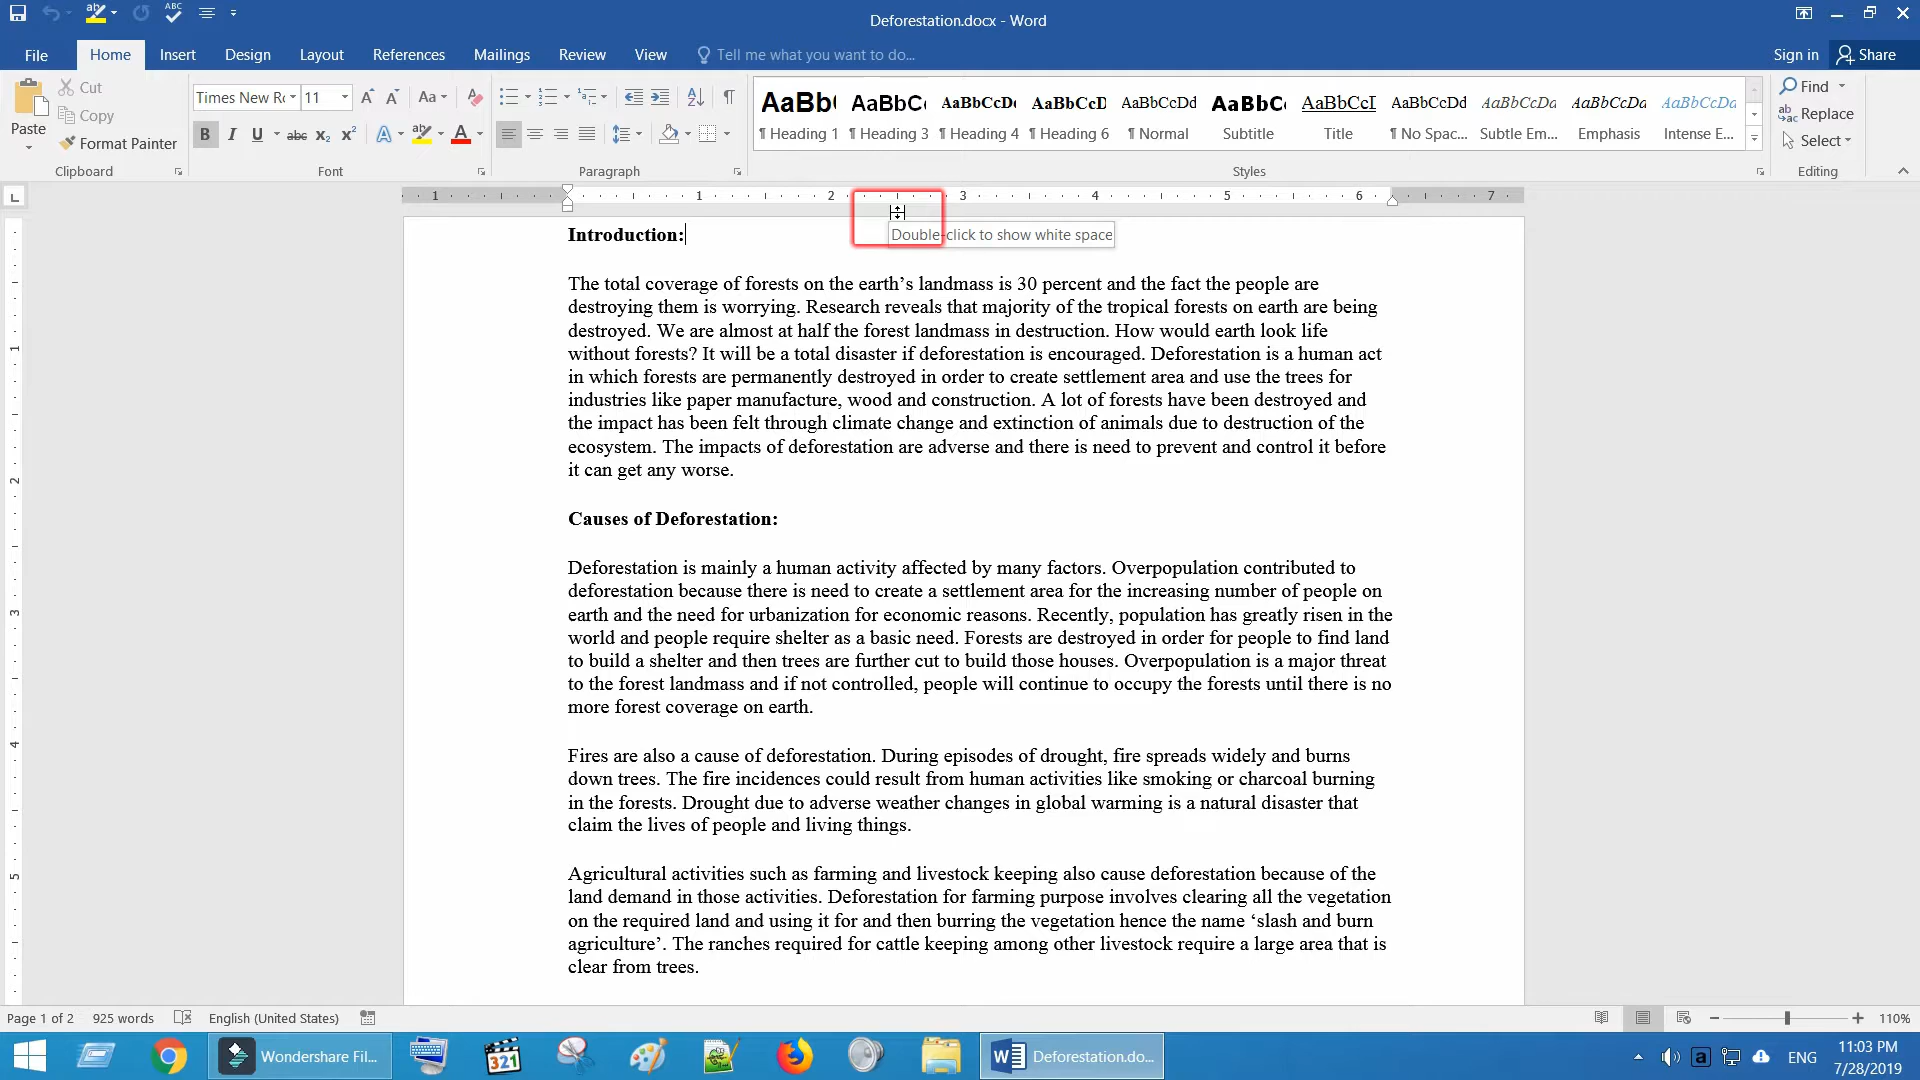 ABC
Deforestation.docx - Word
File Home Insert Design Layout References Mailings Review View Tell me what you want to do... Sign in Share
Paste
Cut
Copy
Format Painter
Clipboard
Times New Ro 11
Font
Paragraph
AaBb( AaBbC( AaBbCcDd AaBbCcD AaBbCcDd AaBbC AaBbCcI AaBbCcDd AaBbCcDd AaBbCcDd AaBbCcDd
¶ Heading 1 ¶ Heading 3 ¶ Heading 4 ¶ Heading 6 ¶ Normal Subtitle Title ¶ No Spac... Subtle Em... Emphasis Intense E...
Styles
Find
Replace
Select
Editing
1 1 2 3 4 5 6 7
Double-click to show white space
Introduction:
The total coverage of forests on the earth’s landmass is 30 percent and the fact the people are
destroying them is worrying. Research reveals that majority of the tropical forests on earth are being
destroyed. We are almost at half the forest landmass in destruction. How would earth look life
without forests? It will be a total disaster if deforestation is encouraged. Deforestation is a human act
in which forests are permanently destroyed in order to create settlement area and use the trees for
industries like paper manufacture, wood and construction. A lot of forests have been destroyed and
the impact has been felt through climate change and extinction of animals due to destruction of the
ecosystem. The impacts of deforestation are adverse and there is need to prevent and control it before
it can get any worse.
Causes of Deforestation:
Deforestation is mainly a human activity affected by many factors. Overpopulation contributed to
deforestation because there is need to create a settlement area for the increasing number of people on
earth and the need for urbanization for economic reasons. Recently, population has greatly risen in the
world and people require shelter as a basic need. Forests are destroyed in order for people to find land
to build a shelter and then trees are further cut to build those houses. Overpopulation is a major threat
to the forest landmass and if not controlled, people will continue to occupy the forests until there is no
more forest coverage on earth.
Fires are also a cause of deforestation. During episodes of drought, fire spreads widely and burns
down trees. The fire incidences could result from human activities like smoking or charcoal burning
in the forests. Drought due to adverse weather changes in global warming is a natural disaster that
claim the lives of people and living things.
Agricultural activities such as farming and livestock keeping also cause deforestation because of the
land demand in those activities. Deforestation for farming purpose involves clearing all the vegetation
on the required land and using it for and then burring the vegetation hence the name ‘slash and burn
agriculture’. The ranches required for cattle keeping among other livestock require a large area that is
clear from trees.
1
2
3
4
5
Page 1 of 2 925 words English (United States) 110%
Wondershare Fil... 321 Deforestation.do... ENG
11:03 PM
7/28/2019